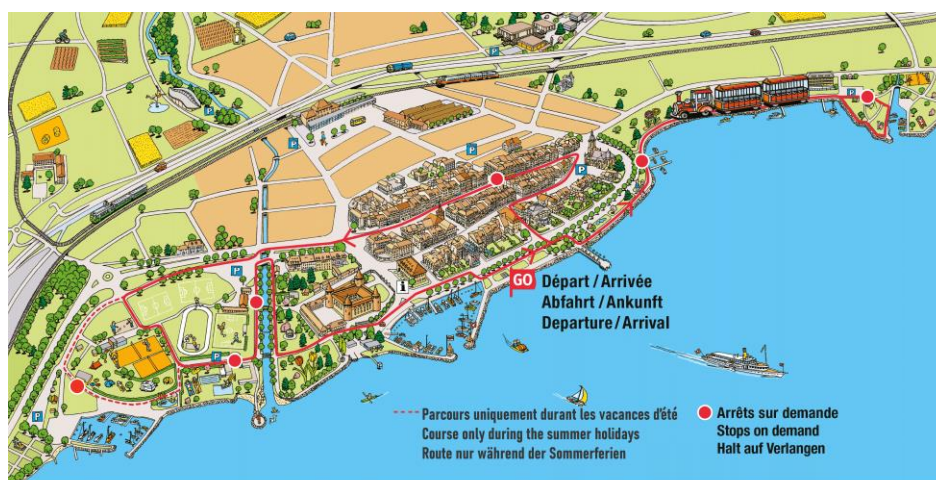 P
P
P
P
P
P
i
P
P
P
P
GO
Départ / Arrivée
Abfahrt / Ankunft
Departure / Arrival
Parcours uniquement durant les vacances d'été
Course only during the summer holidays
Route nur während der Sommerferien
Arrêts sur demande
Stops on demand
Halt auf Verlangen